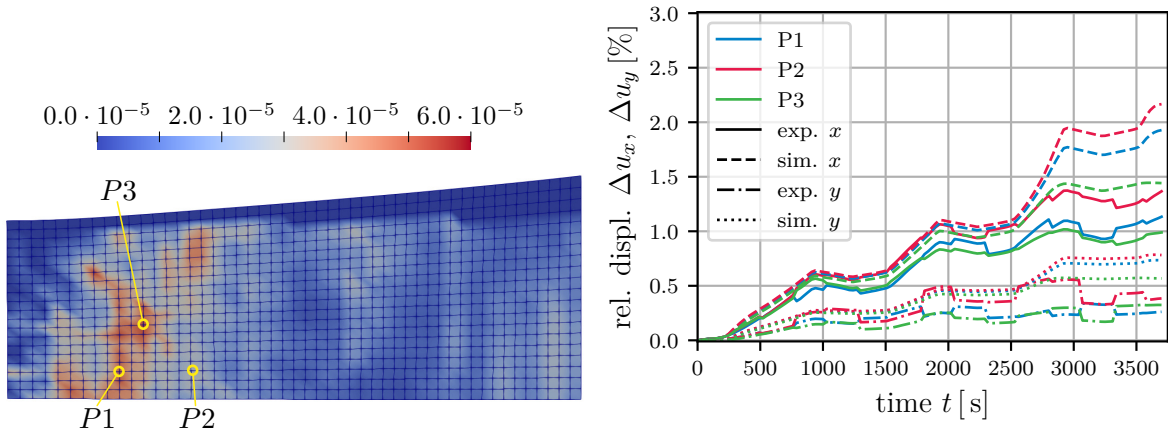 0.0 · 10⁻⁵ 2.0 · 10⁻⁵ 4.0 · 10⁻⁵ 6.0 · 10⁻⁵
P3
P1 P2
rel. displ. Δuₓ, Δu_y [%]
3.0
2.5
2.0
1.5
1.0
0.5
0.0
P1
P2
P3
exp. x
sim. x
exp. y
sim. y
0 500 1000 1500 2000 2500 3000 3500
time t [ s]